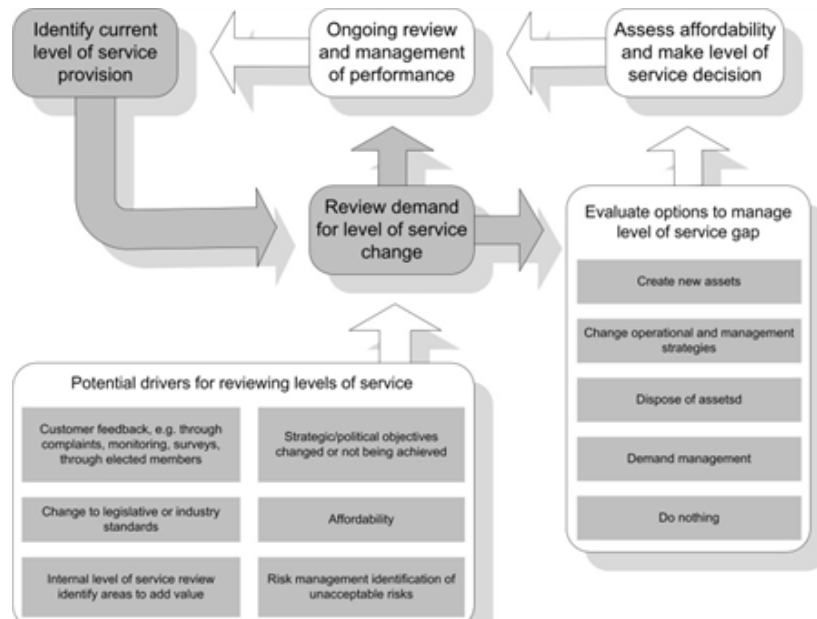 Identify current
level of service
provision
Ongoing review
and management
of performance
Assess affordability
and make level of
service decision
Review demand
for level of service
change
Evaluate options to manage
level of service gap
Create new assets
Change operational and management
strategies
Dispose of assetsd
Demand management
Do nothing
Potential drivers for reviewing levels of service
Customer feedback, e.g. through
complaints, monitoring, surveys,
through elected members
Strategic/political objectives
changed or not being achieved
Change to legislative or industry
standards
Affordability
Internal level of service review
identify areas to add value
Risk management identification of
unacceptable risks